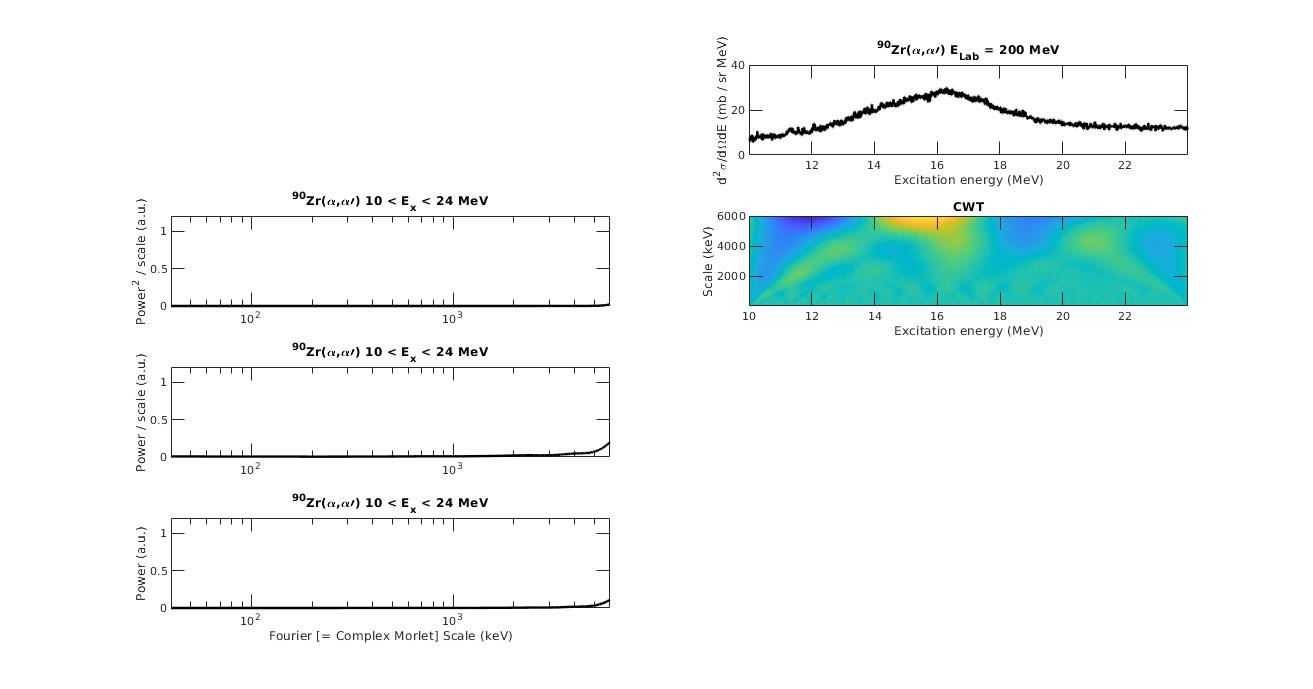 ⁹⁰Zr(α,α′) 10 < Eₓ < 24 MeV
Power² / scale (a.u.)
1
0.5
0
10² 10³
⁹⁰Zr(α,α′) 10 < Eₓ < 24 MeV
Power / scale (a.u.)
1
0.5
0
10² 10³
⁹⁰Zr(α,α′) 10 < Eₓ < 24 MeV
Power (a.u.)
1
0.5
0
10² 10³
Fourier [= Complex Morlet] Scale (keV)
⁹⁰Zr(α,α′) E_Lab = 200 MeV
d²σ/dΩdE (mb / sr MeV)
40
20
0
12 14 16 18 20 22
Excitation energy (MeV)
CWT
Scale (keV)
6000
4000
2000
10 12 14 16 18 20 22
Excitation energy (MeV)